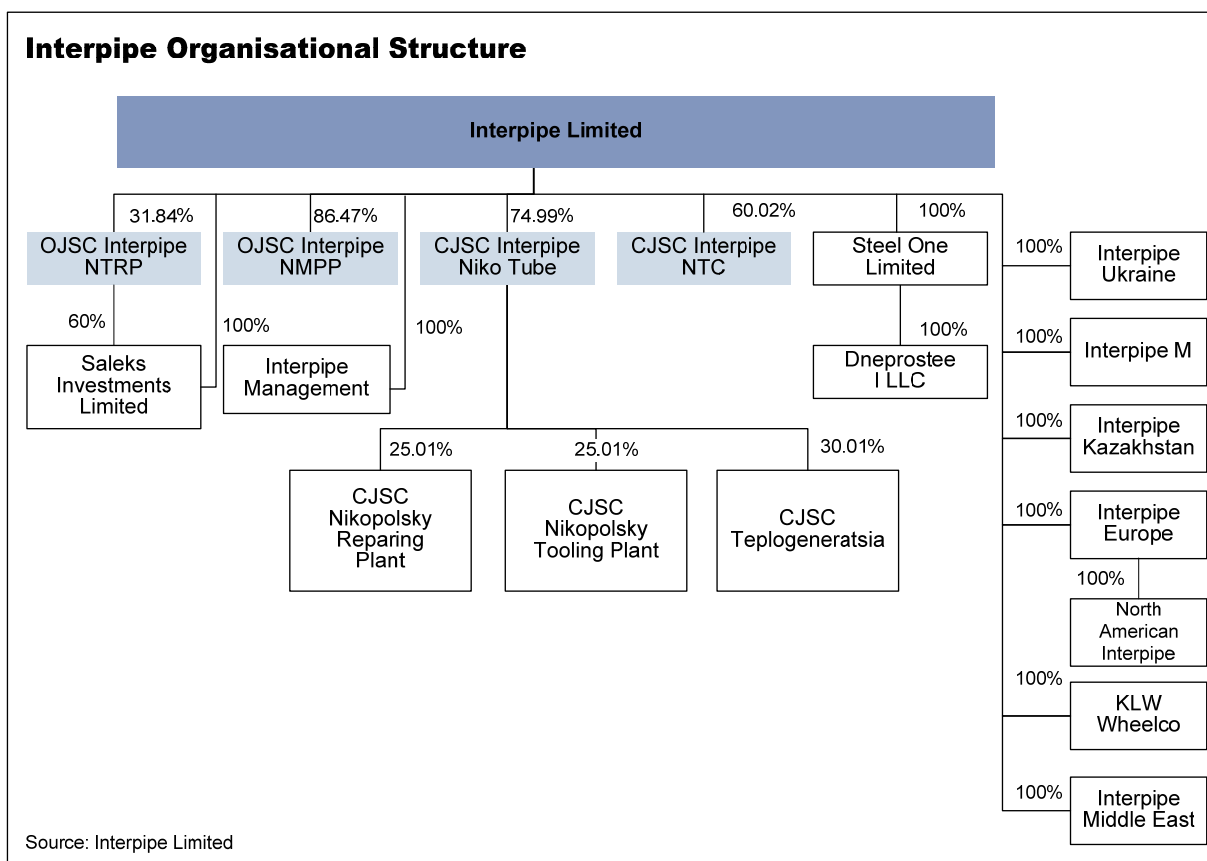 Interpipe Organisational Structure
Interpipe Limited
31.84%
86.47%
74.99%
60.02%
100%
OJSC Interpipe
NTRP
OJSC Interpipe
NMPP
CJSC Interpipe
Niko Tube
CJSC Interpipe
NTC
Steel One
Limited
100%
Interpipe
Ukraine
60%
100%
100%
100%
Saleks
Investments
Limited
Interpipe
Management
Dneprostee
l LLC
100%
Interpipe M
100%
Interpipe
Kazakhstan
25.01%
25.01%
30.01%
CJSC
Nikopolsky
Reparing
Plant
CJSC
Nikopolsky
Tooling Plant
CJSC
Teplogeneratsia
100%
Interpipe
Europe
100%
North
American
Interpipe
100%
KLW
Wheelco
100%
Interpipe
Middle East
Source: Interpipe Limited